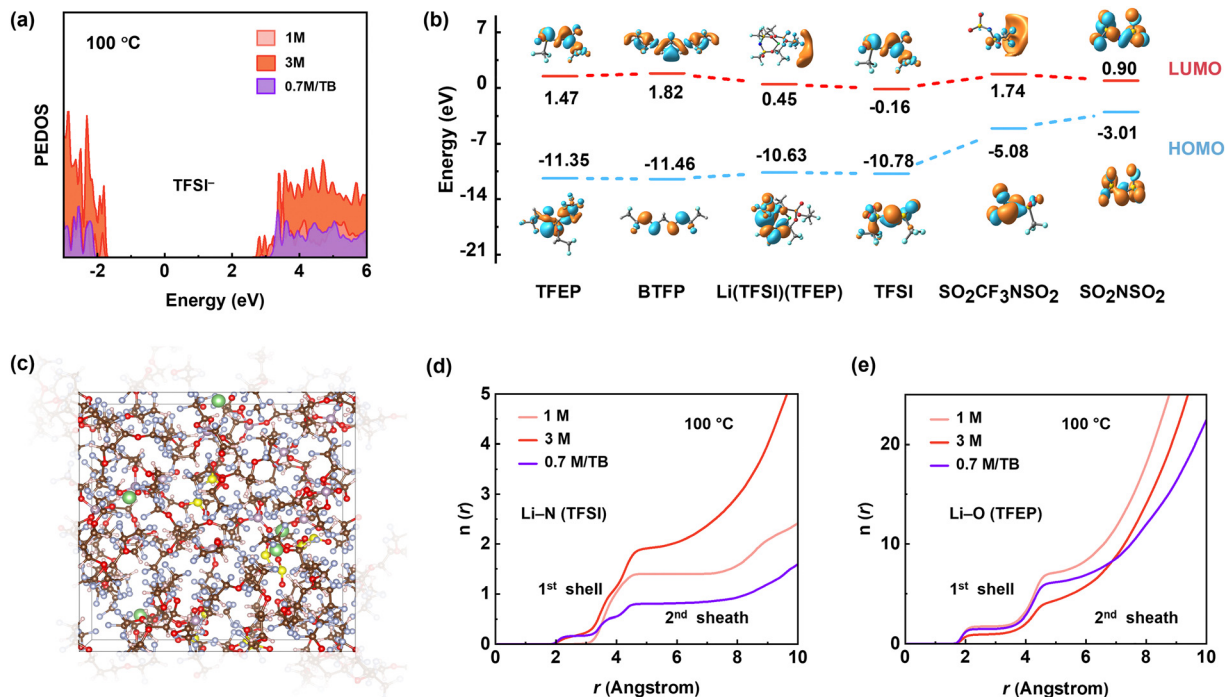 (a)
100 °C
1M
3M
0.7M/TB
PEDOS
TFSI⁻
-2 0 2 4 6
Energy (eV)
(b)
7
0
-7
-14
-21
Energy (eV)
1.47 1.82 0.45 -0.16 1.74 0.90
LUMO
-11.35 -11.46 -10.63 -10.78 -5.08 -3.01
HOMO
TFEP BTFP Li(TFSI)(TFEP) TFSI SO₂CF₃NSO₂ SO₂NSO₂
(c)
(d)
1 M
3 M
0.7 M/TB
100 °C
Li–N (TFSI)
1ˢᵗ shell
2ⁿᵈ sheath
n (r)
5
4
3
2
1
0
0 2 4 6 8 10
r (Angstrom)
(e)
1 M
3 M
0.7 M/TB
100 °C
Li–O (TFEP)
1ˢᵗ shell
2ⁿᵈ sheath
n (r)
20
10
0
0 2 4 6 8 10
r (Angstrom)